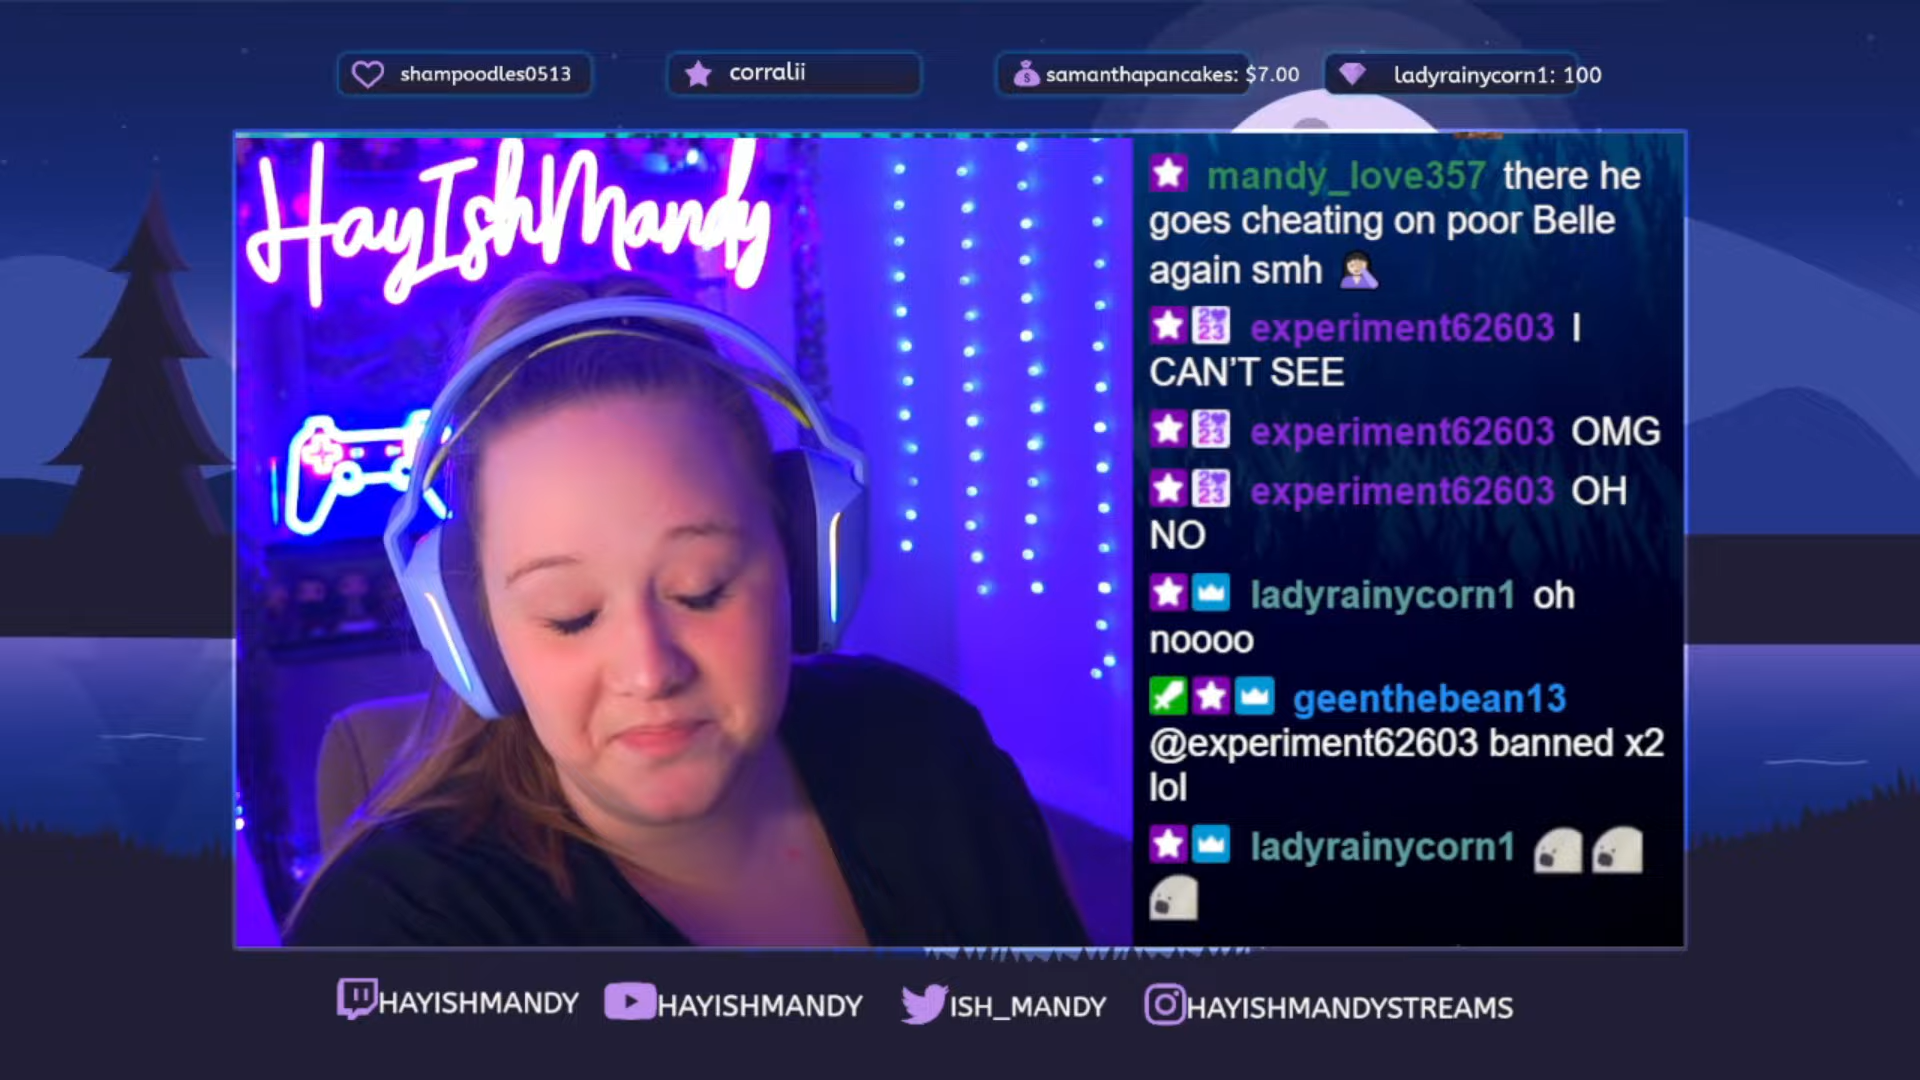 shampoodles0513
corralii
samanthapancakes: $7.00
ladyrainycorn1: 100
HayIshMandy
mandy_love357 there he
goes cheating on poor Belle
again smh
experiment62603 I
CAN'T SEE
experiment62603 OMG
experiment62603 OH
NO
ladyrainycorn1 oh
noooo
geenthebean13
@experiment62603 banned x2
lol
ladyrainycorn1
HAYISHMANDY
HAYISHMANDY
ISH_MANDY
HAYISHMANDYSTREAMS